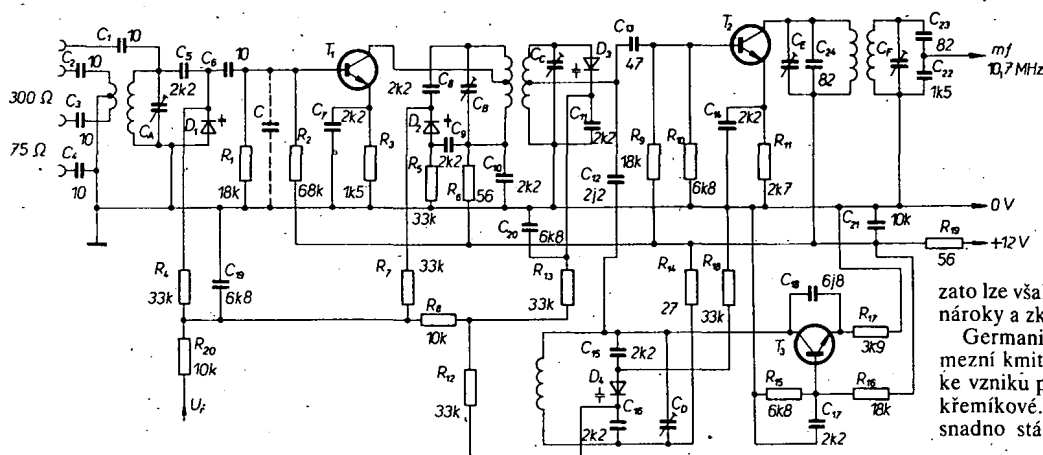 C1 10
C2 10
300 Ω
C3 10
75 Ω
C4 10
CA
C5 2k2
C6 10
D1
R1 18k
C
R2 68k
T1
C7 2k2
R3 1k5
2k2 C8
D2
R5 33k
C9 2k2
CB
R6 56
C10 2k2
CC
D3
C11 2k2
C12 2j2
C13 47
R9 18k
R10 6k8
T2
C14 2k2
R11 2k7
CE
C24 82
CF
C23 82
C22 1k5
mf 10,7 MHz
0 V
C20 6k8
C21 10k
R19 56
+12 V
R4 33k
C19 6k8
R7 33k
R13 33k
R14 27
R18 33k
R8 10k
R20 10k
UF
R12 33k
C15 2k2
D4
C16 2k2
CD
C18 6j8
T3
R17 3k9
R15 6k8
C17 2k2
R16 18k
zato lze vša
nároky a zk
Germani
mezní kmit
ke vzniku p
křemíkové.
snadno stá